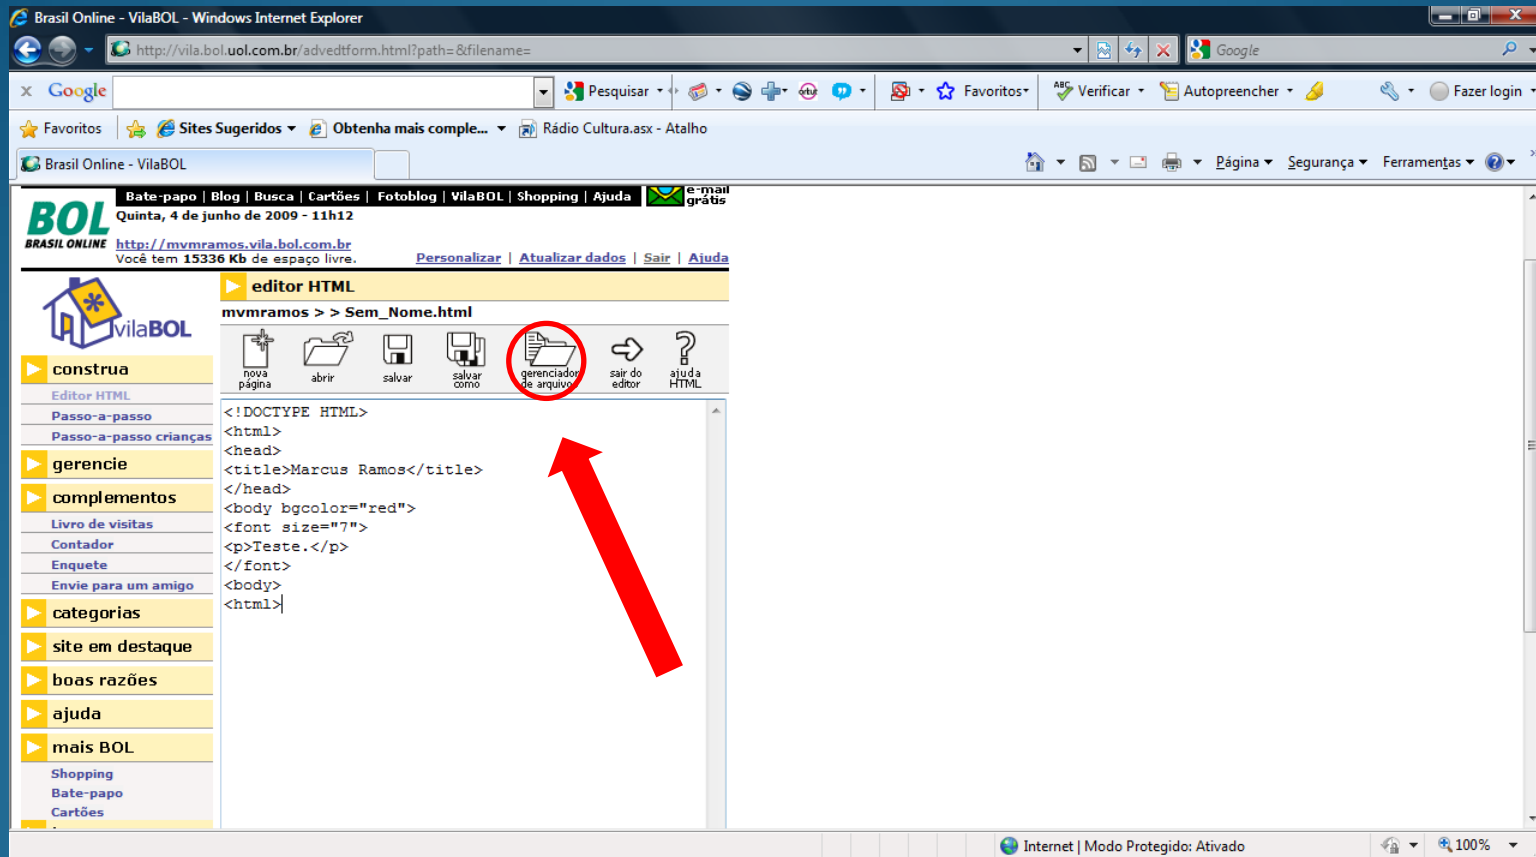 Brasil Online - VilaBOL - Windows Internet Explorer
http://vila.bol.uol.com.br/advedtform.html?path=&filename=
Google
x Google
Pesquisar
Favoritos
ABC Verificar
Autopreencher
Fazer login
Favoritos
Sites Sugeridos
Obtenha mais comple...
Rádio Cultura.asx - Atalho
Brasil Online - VilaBOL
Página
Segurança
Ferramentas
Bate-papo | Blog | Busca | Cartões | Fotoblog | VilaBOL | Shopping | Ajuda
e-mail
grátis
BOL
BRASIL ONLINE
Quinta, 4 de junho de 2009 - 11h12
http://mvmramos.vila.bol.com.br
Você tem 15336 Kb de espaço livre.
Personalizar | Atualizar dados | Sair | Ajuda
vilaBOL
construa
Editor HTML
Passo-a-passo
Passo-a-passo crianças
gerencie
complementos
Livro de visitas
Contador
Enquete
Envie para um amigo
categorias
site em destaque
boas razões
ajuda
mais BOL
Shopping
Bate-papo
Cartões
editor HTML
mvmramos > > Sem_Nome.html
nova
página
abrir
salvar
salvar
como
gerenciador
de arquivos
sair do
editor
ajuda
HTML
<!DOCTYPE HTML>
<html>
<head>
<title>Marcus Ramos</title>
</head>
<body bgcolor="red">
<font size="7">
<p>Teste.</p>
</font>
<body>
<html>
Internet | Modo Protegido: Ativado
100%